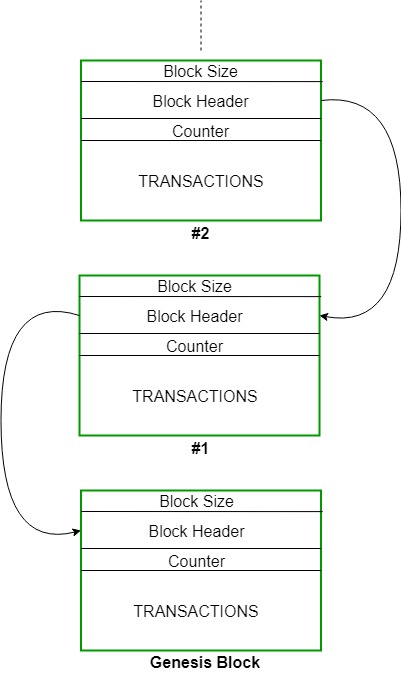 Block Size
Block Header
Counter
TRANSACTIONS
#2
Block Size
Block Header
Counter
TRANSACTIONS
#1
Block Size
Block Header
Counter
TRANSACTIONS
Genesis Block